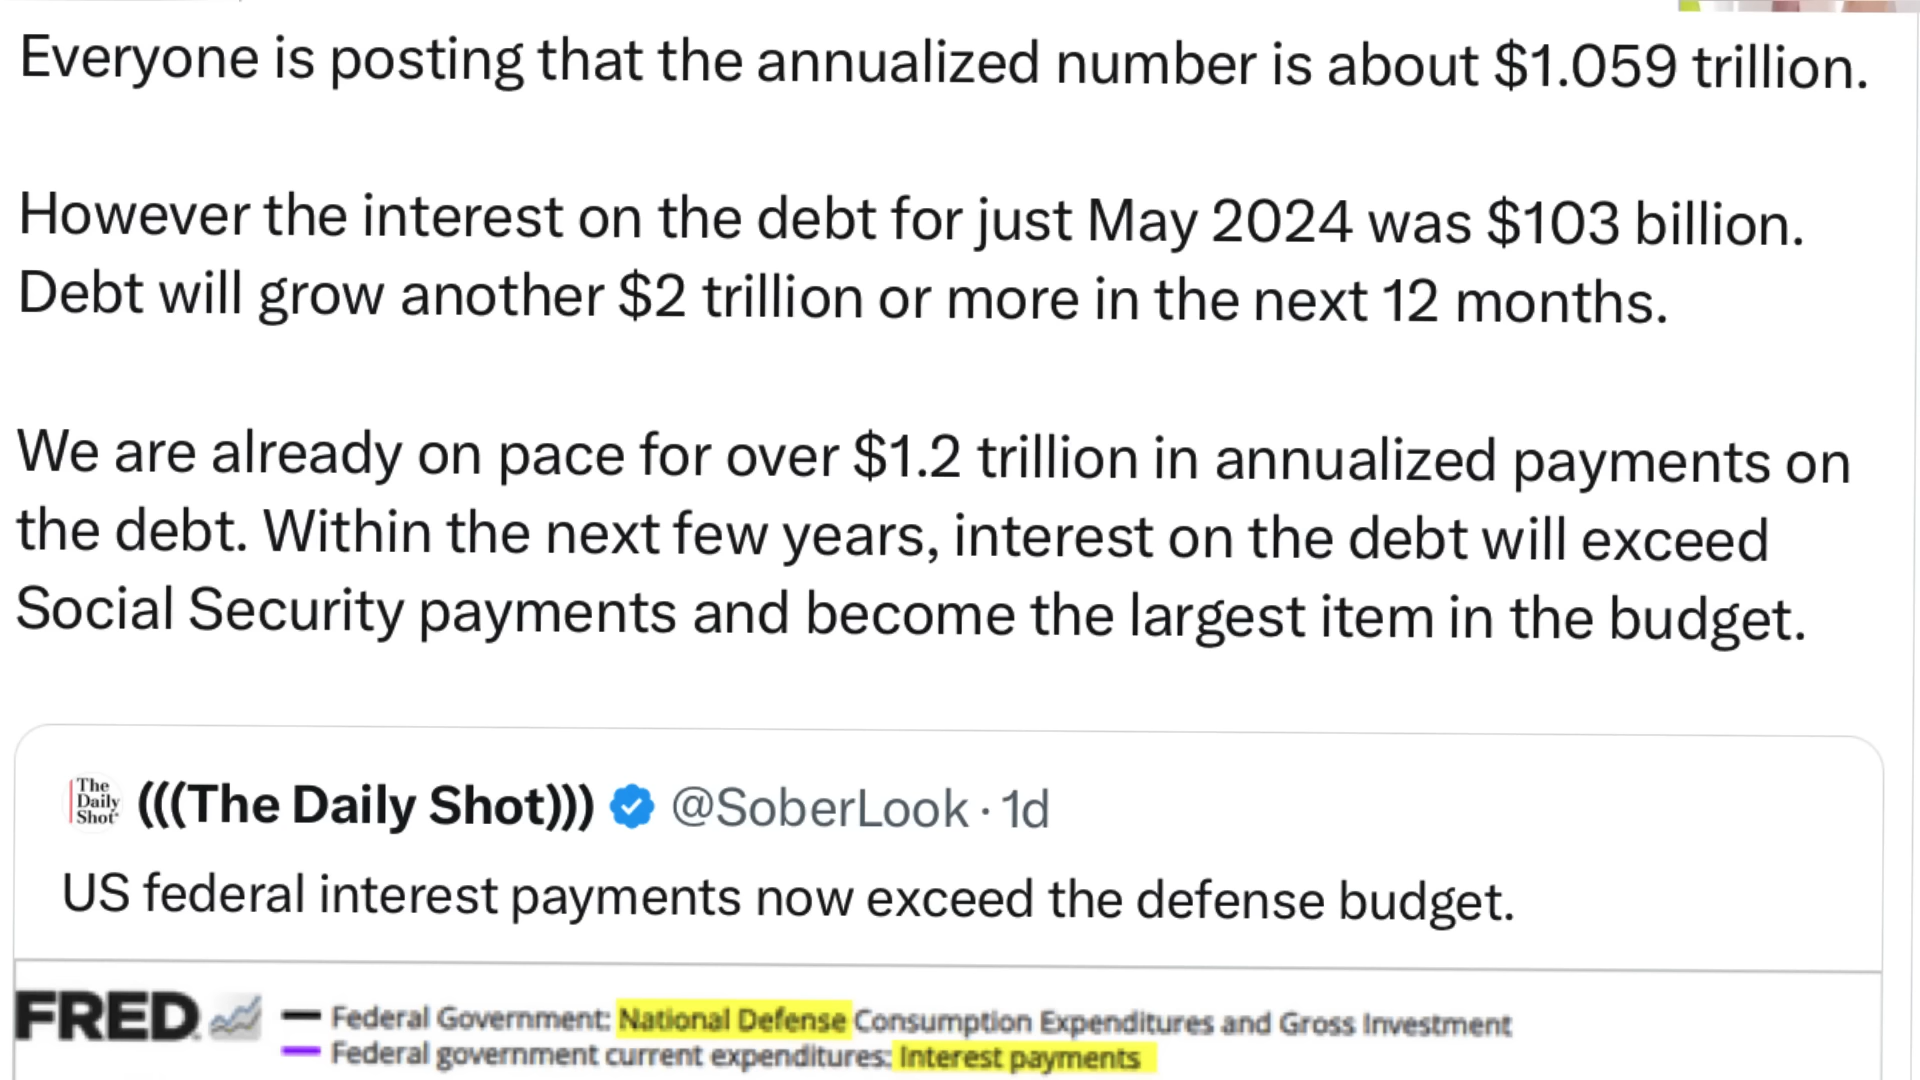 Everyone is posting that the annualized number is about $1.059 trillion.
However the interest on the debt for just May 2024 was $103 billion.
Debt will grow another $2 trillion or more in the next 12 months.
We are already on pace for over $1.2 trillion in annualized payments on
the debt. Within the next few years, interest on the debt will exceed
Social Security payments and become the largest item in the budget.
The
Daily
Shot
(((The Daily Shot))) @SoberLook · 1d
US federal interest payments now exceed the defense budget.
FRED
Federal Government: National Defense Consumption Expenditures and Gross Investment
Federal government current expenditures: Interest payments